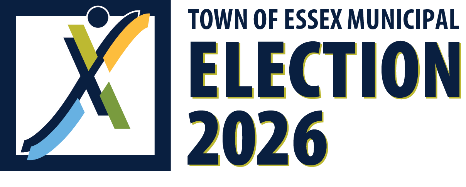 TOWN OF ESSEX MUNICIPAL
ELECTION
2026